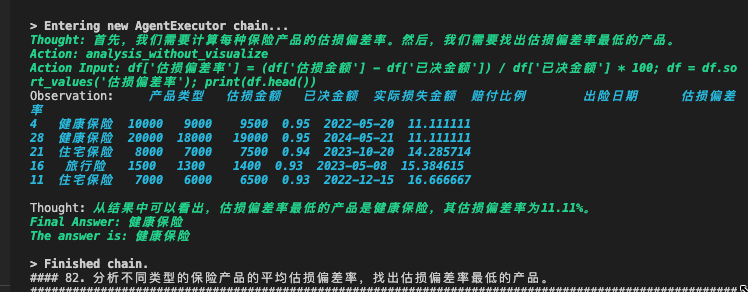 > Entering new AgentExecutor chain...
Thought: 首先，我们需要计算每种保险产品的估损偏差率。然后，我们需要找出估损偏差率最低的产品。
Action: analysis_without_visualize
Action Input: df['估损偏差率'] = (df['估损金额'] - df['已决金额']) / df['已决金额'] * 100; df = df.so
rt_values('估损偏差率'); print(df.head())
Observation:     产品类型   估损金额   已决金额  实际损失金额  赔付比例        出险日期      估损偏差
率
4   健康保险  10000   9000    9500  0.95  2022-05-20  11.111111
28  健康保险  20000  18000   19000  0.95  2024-05-21  11.111111
21  住宅保险   8000   7000    7500  0.94  2023-10-20  14.285714
16   旅行险   1500   1300    1400  0.93  2023-05-08  15.384615
11  住宅保险   7000   6000    6500  0.93  2022-12-15  16.666667
Thought: 从结果中可以看出，估损偏差率最低的产品是健康保险，其估损偏差率为11.11%。
Final Answer: 健康保险
The answer is: 健康保险
> Finished chain.
#### 82. 分析不同类型的保险产品的平均估损偏差率，找出估损偏差率最低的产品。